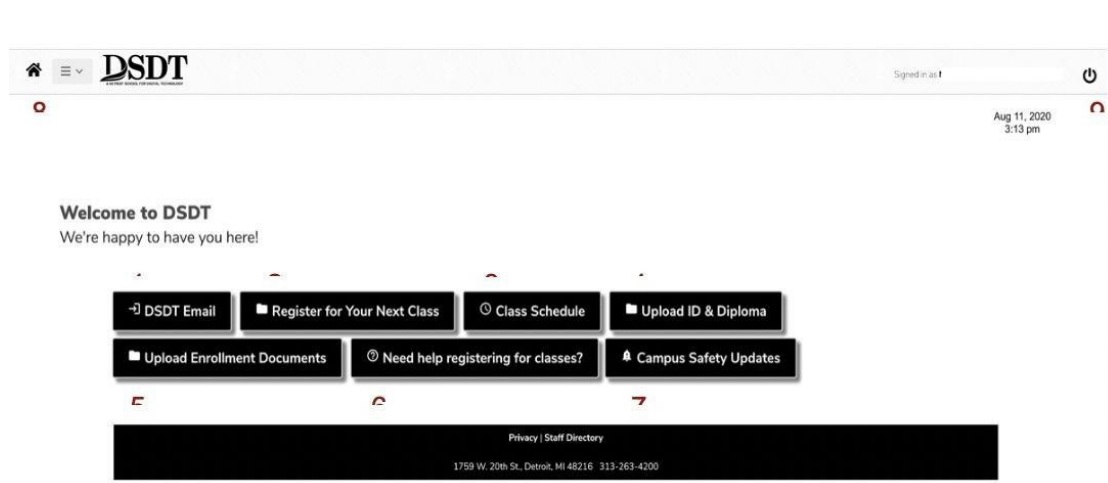 DSDT
Signed in as
Aug 11, 2020
3:13 pm
Welcome to DSDT
We're happy to have you here!
DSDT Email
Register for Your Next Class
Class Schedule
Upload ID & Diploma
Upload Enrollment Documents
Need help registering for classes?
Campus Safety Updates
Privacy | Staff Directory
1759 W. 20th St., Detroit, MI 48216 313-263-4200